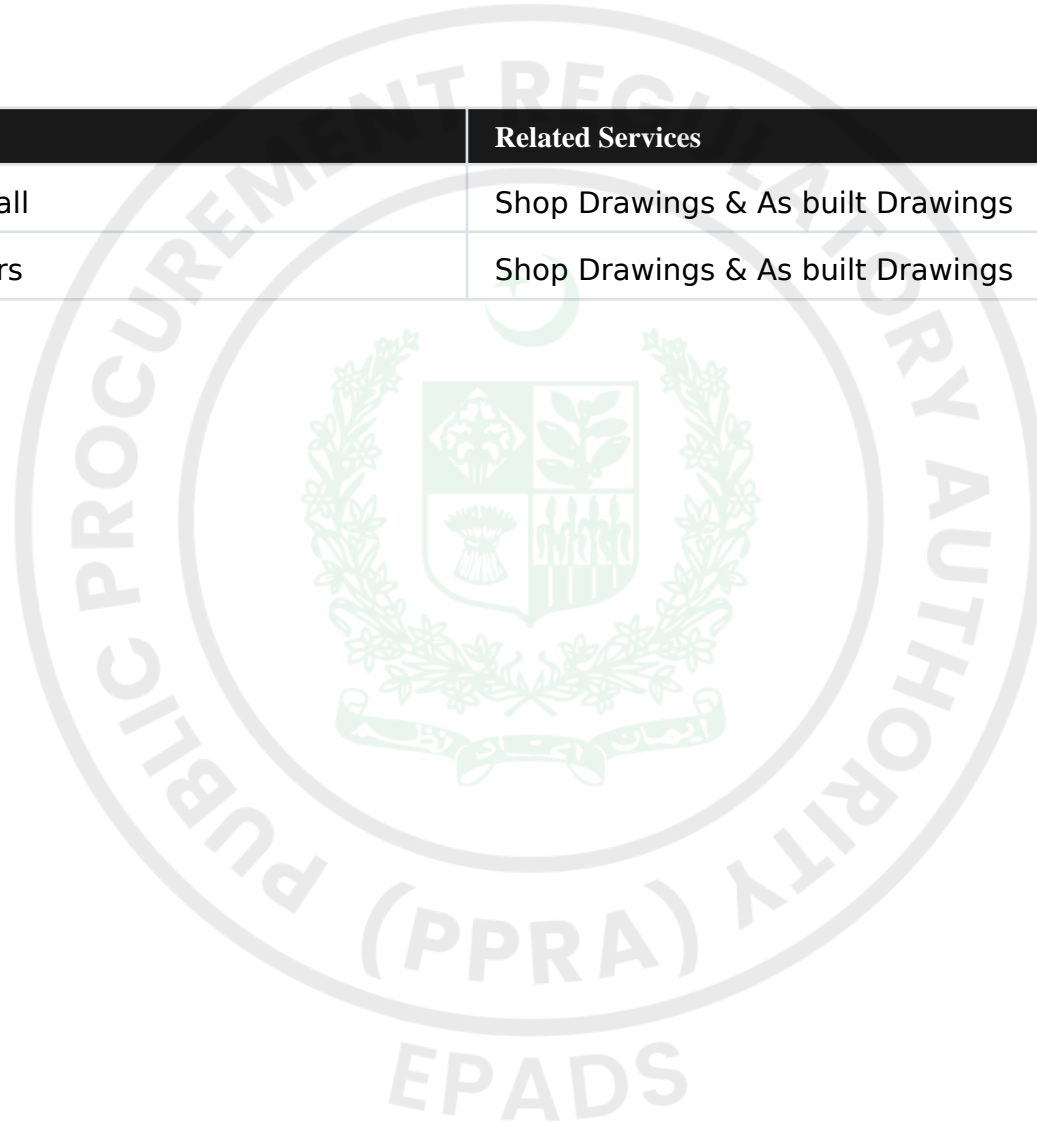 Related Services
all Shop Drawings & As built Drawings
rs Shop Drawings & As built Drawings
PUBLIC PROCUREMENT REGULATORY AUTHORITY
(PPRA)
EPADS